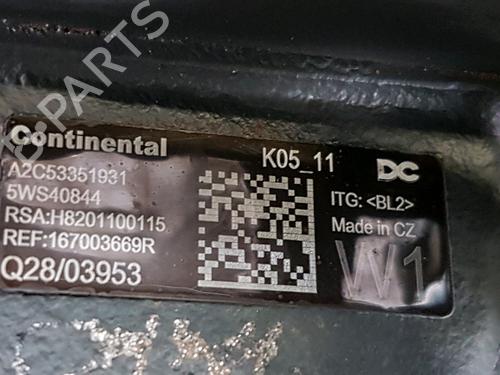 B-PARTS
Continental
K05_11
DC
A2C53351931
5WS40844
RSA:H8201100115
REF:167003669R
Q28/03953
ITG: <BL2>
Made in CZ
W1